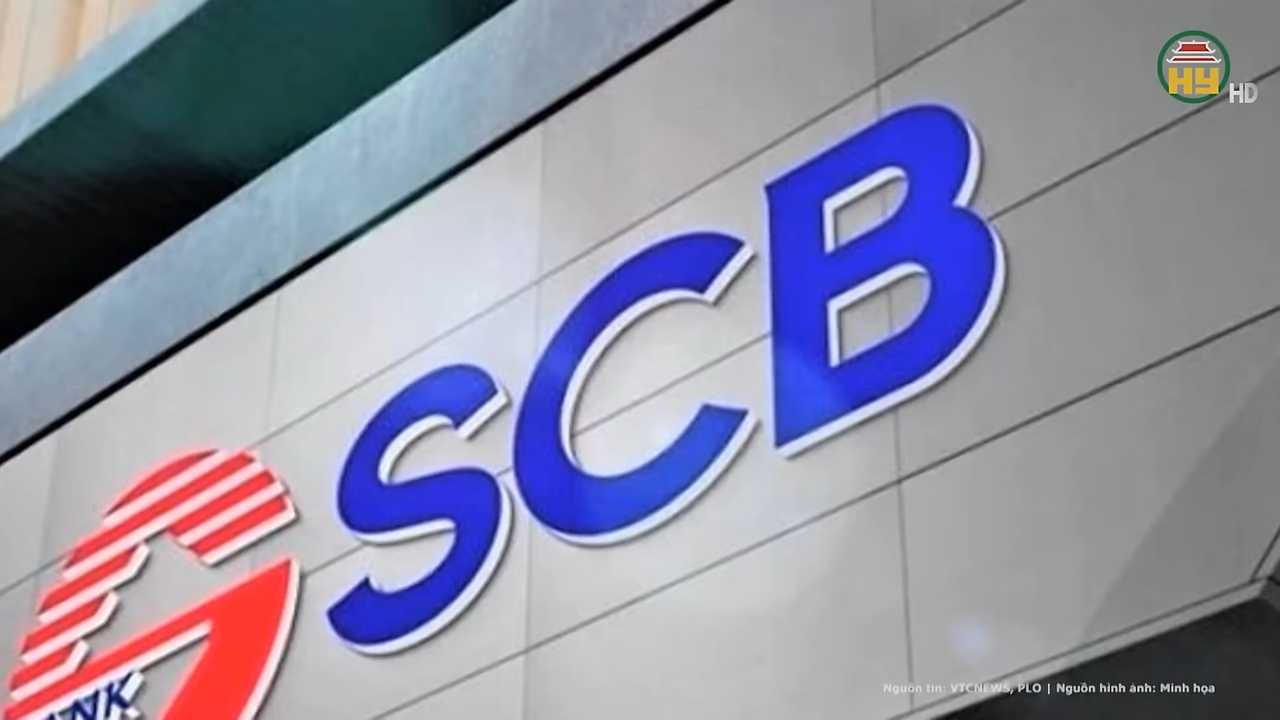 HY
HD
SCB
NK
Nguồn tin: VTCNEWS, PLO | Nguồn hình ảnh: Minh họa